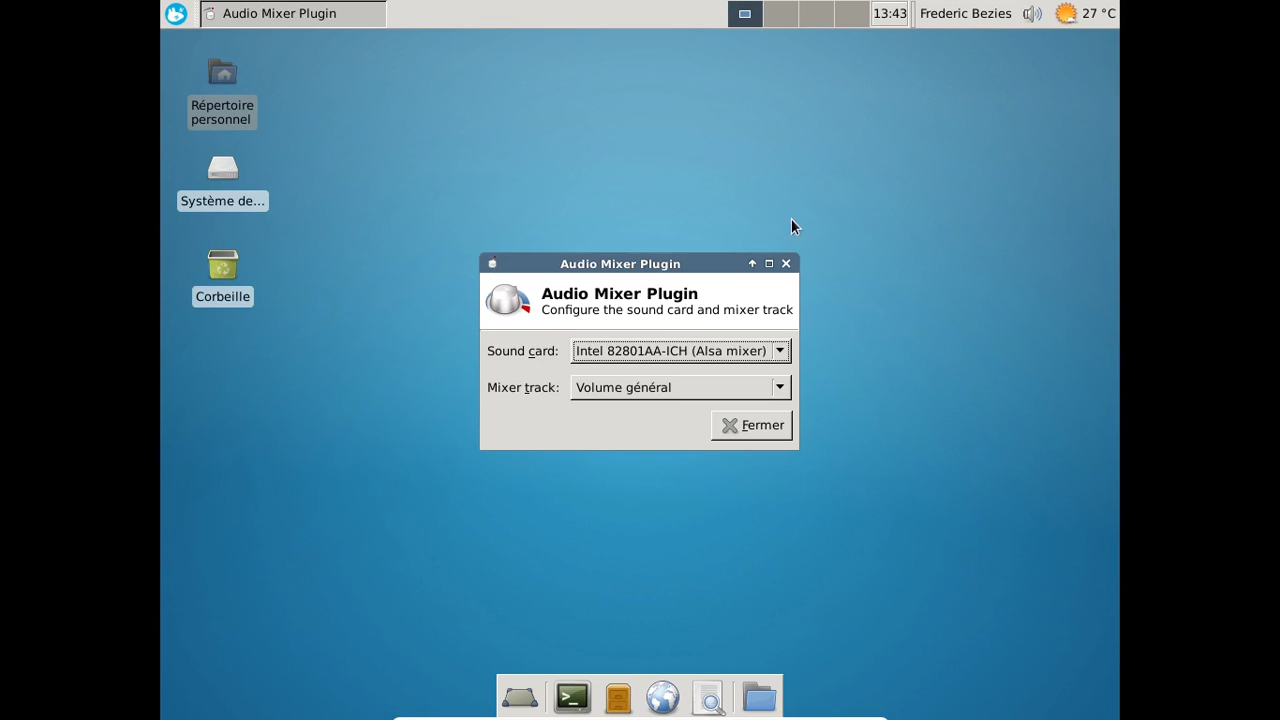 Audio Mixer Plugin
13:43
Frederic Bezies
27 °C
Répertoire
personnel
Système de...
Corbeille
Audio Mixer Plugin
Audio Mixer Plugin
Configure the sound card and mixer track
Sound card:
Intel 82801AA-ICH (Alsa mixer)
Mixer track:
Volume général
Fermer